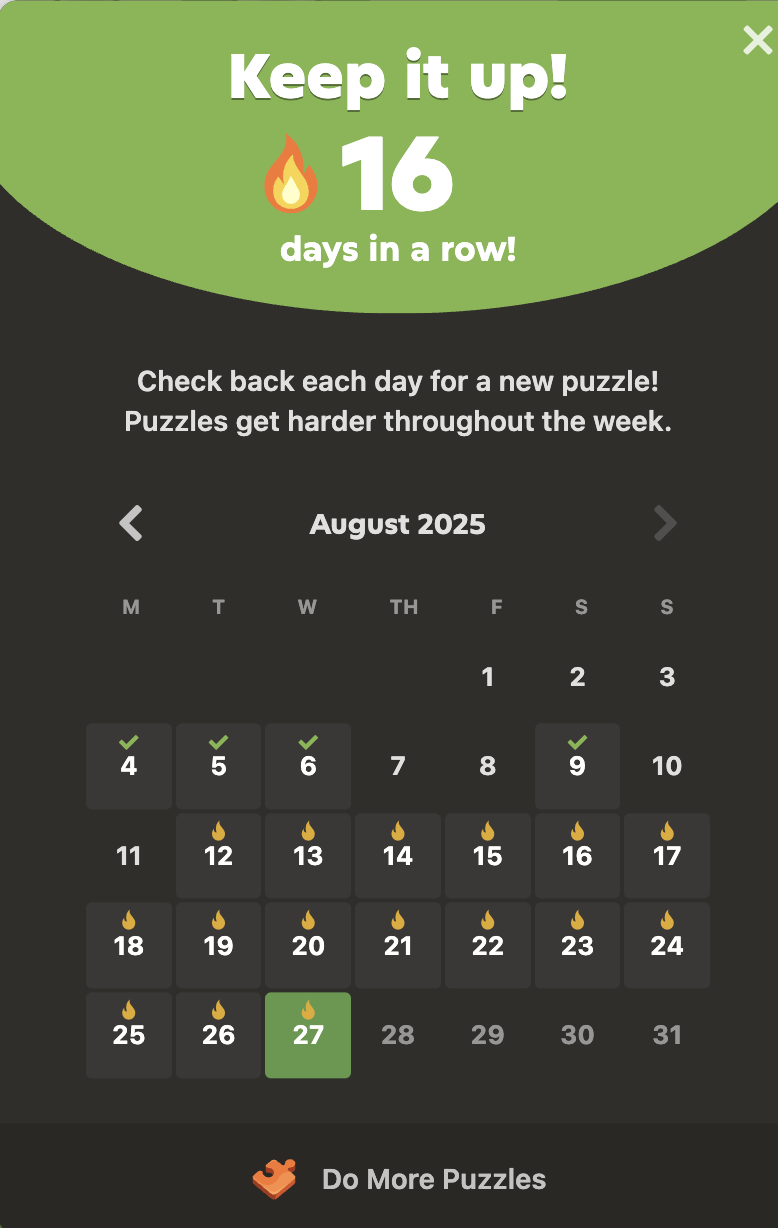 Keep it up!
16
days in a row!
Check back each day for a new puzzle!
Puzzles get harder throughout the week.
August 2025
M T W TH F S S
1 2 3
4 5 6 7 8 9 10
11 12 13 14 15 16 17
18 19 20 21 22 23 24
25 26 27 28 29 30 31
Do More Puzzles